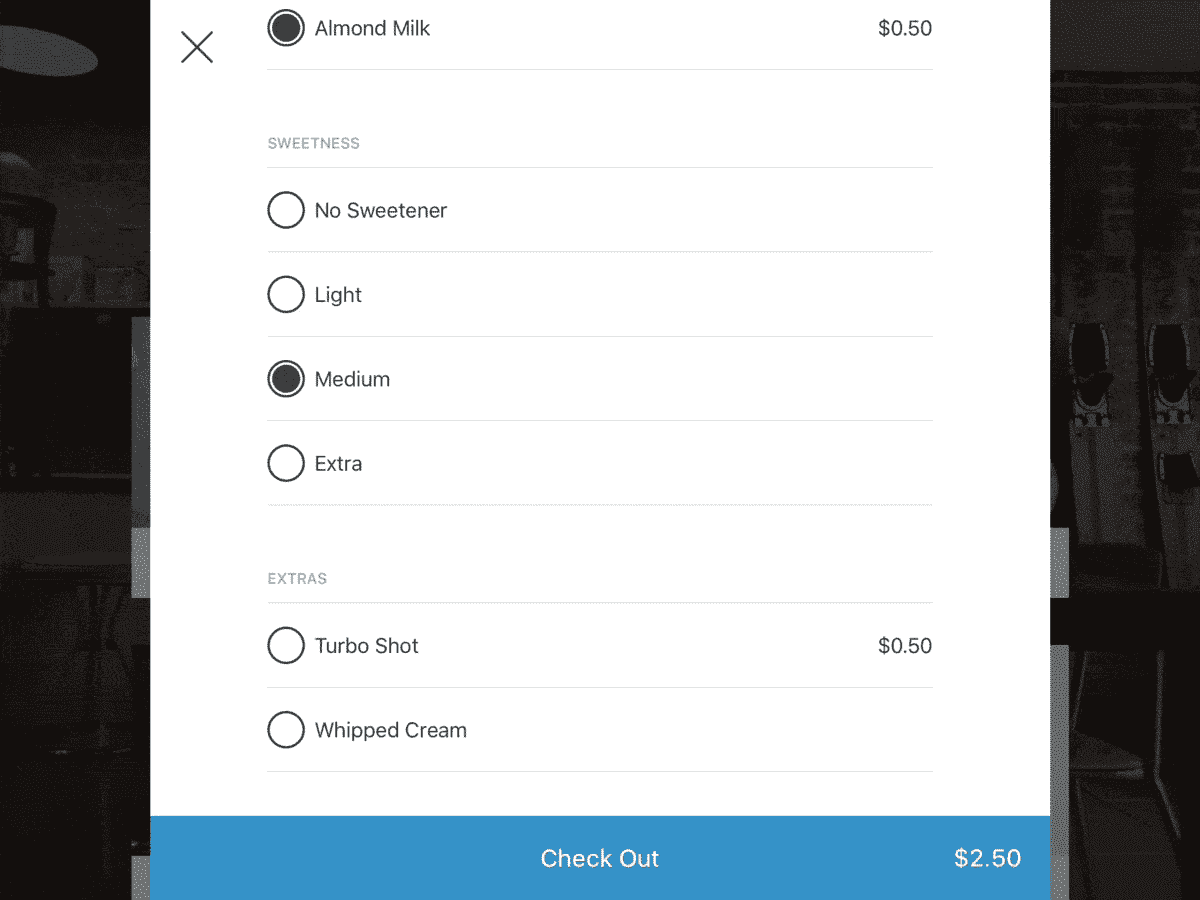 Almond Milk $0.50
SWEETNESS
No Sweetener
Light
Medium
Extra
EXTRAS
Turbo Shot $0.50
Whipped Cream
Check Out $2.50